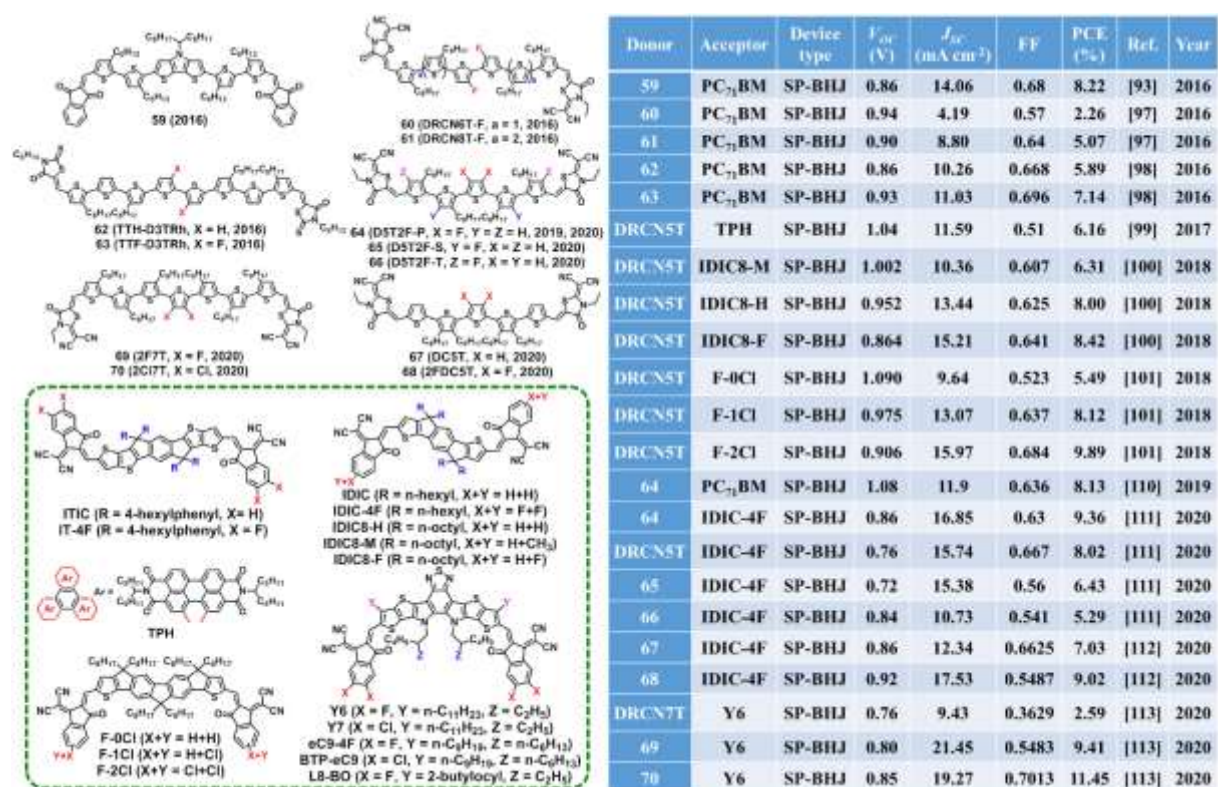 59 (2016)
60 (DRCN6T-F, a = 1, 2016)
61 (DRCN8T-F, a = 2, 2016)
62 (TTH-D3TRh, X = H, 2016)
63 (TTF-D3TRh, X = F, 2016)
64 (D5T2F-P, X = F, Y = Z = H, 2019, 2020)
65 (D5T2F-S, Y = F, X = Z = H, 2020)
66 (D5T2F-T, Z = F, X = Y = H, 2020)
69 (2F7T, X = F, 2020)
70 (2Cl7T, X = Cl, 2020)
67 (DC5T, X = H, 2020)
68 (2FDC5T, X = F, 2020)
ITIC (R = 4-hexylphenyl, X= H)
IT-4F (R = 4-hexylphenyl, X = F)
IDIC (R = n-hexyl, X+Y = H+H)
IDIC-4F (R = n-hexyl, X+Y = F+F)
IDIC8-H (R = n-octyl, X+Y = H+H)
IDIC8-M (R = n-octyl, X+Y = H+CH₃)
IDIC8-F (R = n-octyl, X+Y = H+F)
Ar =
TPH
F-0Cl (X+Y = H+H)
F-1Cl (X+Y = H+Cl)
F-2Cl (X+Y = Cl+Cl)
Y6 (X = F, Y = n-C₁₁H₂₃, Z = C₂H₅)
Y7 (X = Cl, Y = n-C₁₁H₂₃, Z = C₂H₅)
eC9-4F (X = F, Y = n-C₉H₁₉, Z = n-C₆H₁₃)
BTP-eC9 (X = Cl, Y = n-C₉H₁₉, Z = n-C₆H₁₃)
L8-BO (X = F, Y = 2-butylocyl, Z = C₂H₅)
Donor Acceptor Device type V_OC (V) J_SC (mA cm⁻²) FF PCE (%) Ref. Year
59 PC₇₁BM SP-BHJ 0.86 14.06 0.68 8.22 [93] 2016
60 PC₇₁BM SP-BHJ 0.94 4.19 0.57 2.26 [97] 2016
61 PC₇₁BM SP-BHJ 0.90 8.80 0.64 5.07 [97] 2016
62 PC₇₁BM SP-BHJ 0.86 10.26 0.668 5.89 [98] 2016
63 PC₇₁BM SP-BHJ 0.93 11.03 0.696 7.14 [98] 2016
DRCN5T TPH SP-BHJ 1.04 11.59 0.51 6.16 [99] 2017
DRCN5T IDIC8-M SP-BHJ 1.002 10.36 0.607 6.31 [100] 2018
DRCN5T IDIC8-H SP-BHJ 0.952 13.44 0.625 8.00 [100] 2018
DRCN5T IDIC8-F SP-BHJ 0.864 15.21 0.641 8.42 [100] 2018
DRCN5T F-0Cl SP-BHJ 1.090 9.64 0.523 5.49 [101] 2018
DRCN5T F-1Cl SP-BHJ 0.975 13.07 0.637 8.12 [101] 2018
DRCN5T F-2Cl SP-BHJ 0.906 15.97 0.684 9.89 [101] 2018
64 PC₇₁BM SP-BHJ 1.08 11.9 0.636 8.13 [110] 2019
64 IDIC-4F SP-BHJ 0.86 16.85 0.63 9.36 [111] 2020
DRCN5T IDIC-4F SP-BHJ 0.76 15.74 0.667 8.02 [111] 2020
65 IDIC-4F SP-BHJ 0.72 15.38 0.56 6.43 [111] 2020
66 IDIC-4F SP-BHJ 0.84 10.73 0.541 5.29 [111] 2020
67 IDIC-4F SP-BHJ 0.86 12.34 0.6625 7.03 [112] 2020
68 IDIC-4F SP-BHJ 0.92 17.53 0.5487 9.02 [112] 2020
DRCN7T Y6 SP-BHJ 0.76 9.43 0.3629 2.59 [113] 2020
69 Y6 SP-BHJ 0.80 21.45 0.5483 9.41 [113] 2020
70 Y6 SP-BHJ 0.85 19.27 0.7013 11.45 [113] 2020